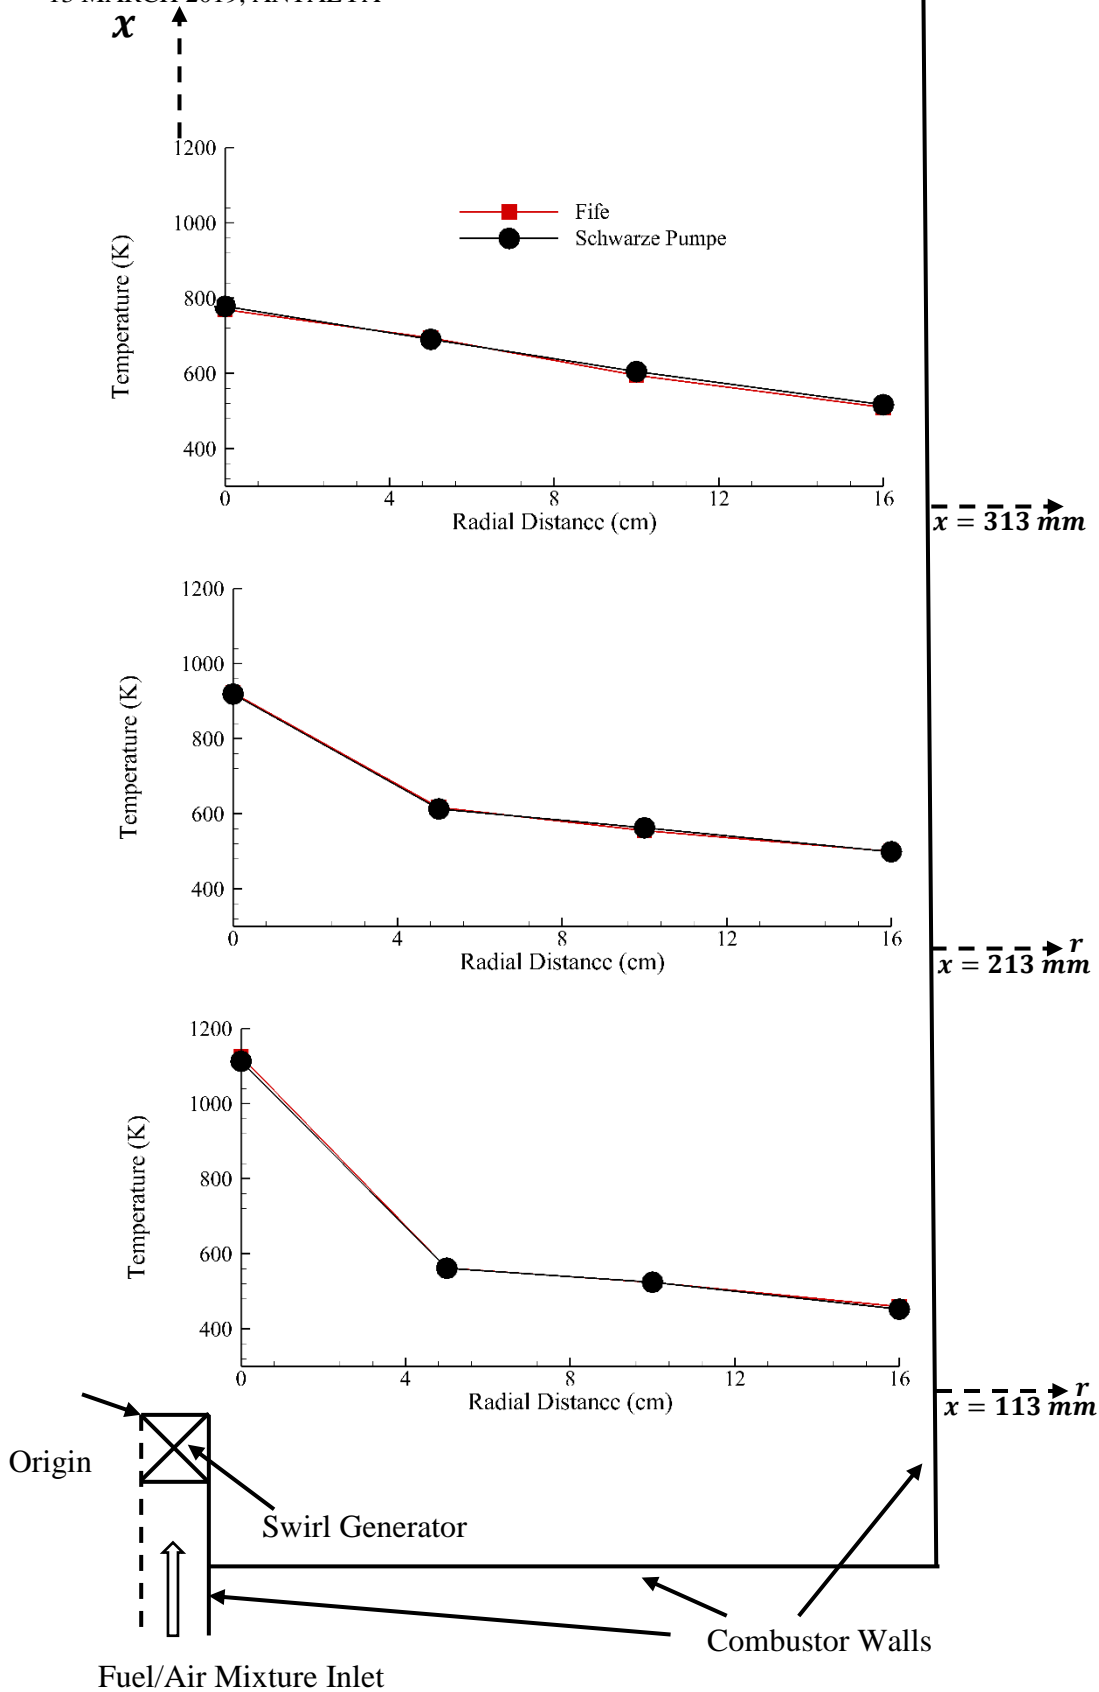 x
1200
1000
800
600
400
Temperature (K)
Fife
Schwarze Pumpe
0 4 8 12 16
Radial Distance (cm)
x = 313 mm
1200
1000
800
600
400
Temperature (K)
0 4 8 12 16
Radial Distance (cm)
r
x = 213 mm
1200
1000
800
600
400
Temperature (K)
0 4 8 12 16
Radial Distance (cm)
r
x = 113 mm
Origin
Swirl Generator
Combustor Walls
Fuel/Air Mixture Inlet